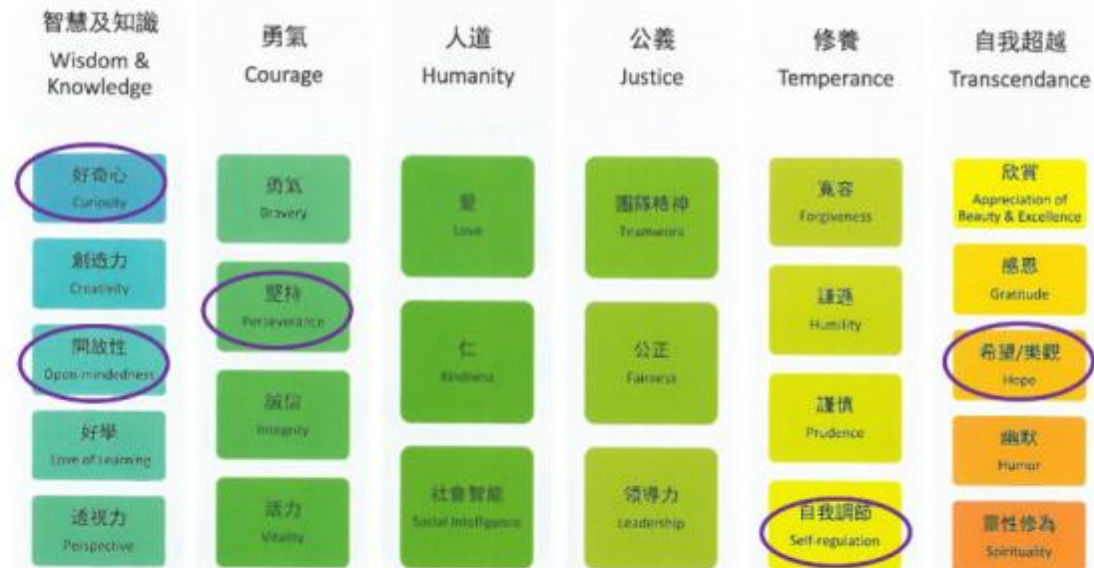 智慧及知識
Wisdom &
Knowledge
好奇心
Curiosity
創造力
Creativity
開放性
Open-mindedness
好學
Love of Learning
透視力
Perspective
勇氣
Courage
勇氣
Bravery
堅持
Perseverance
誠信
Integrity
活力
Vitality
人道
Humanity
愛
Love
仁
Kindness
社會智能
Social Intelligence
公義
Justice
團隊精神
Teamwork
公正
Fairness
領導力
Leadership
修養
Temperance
寬容
Forgiveness
謙遜
Humility
謹慎
Prudence
自我調節
Self-regulation
自我超越
Transcendance
欣賞
Appreciation of
Beauty & Excellence
感恩
Gratitude
希望/樂觀
Hope
幽默
Humor
靈性修為
Spirituality